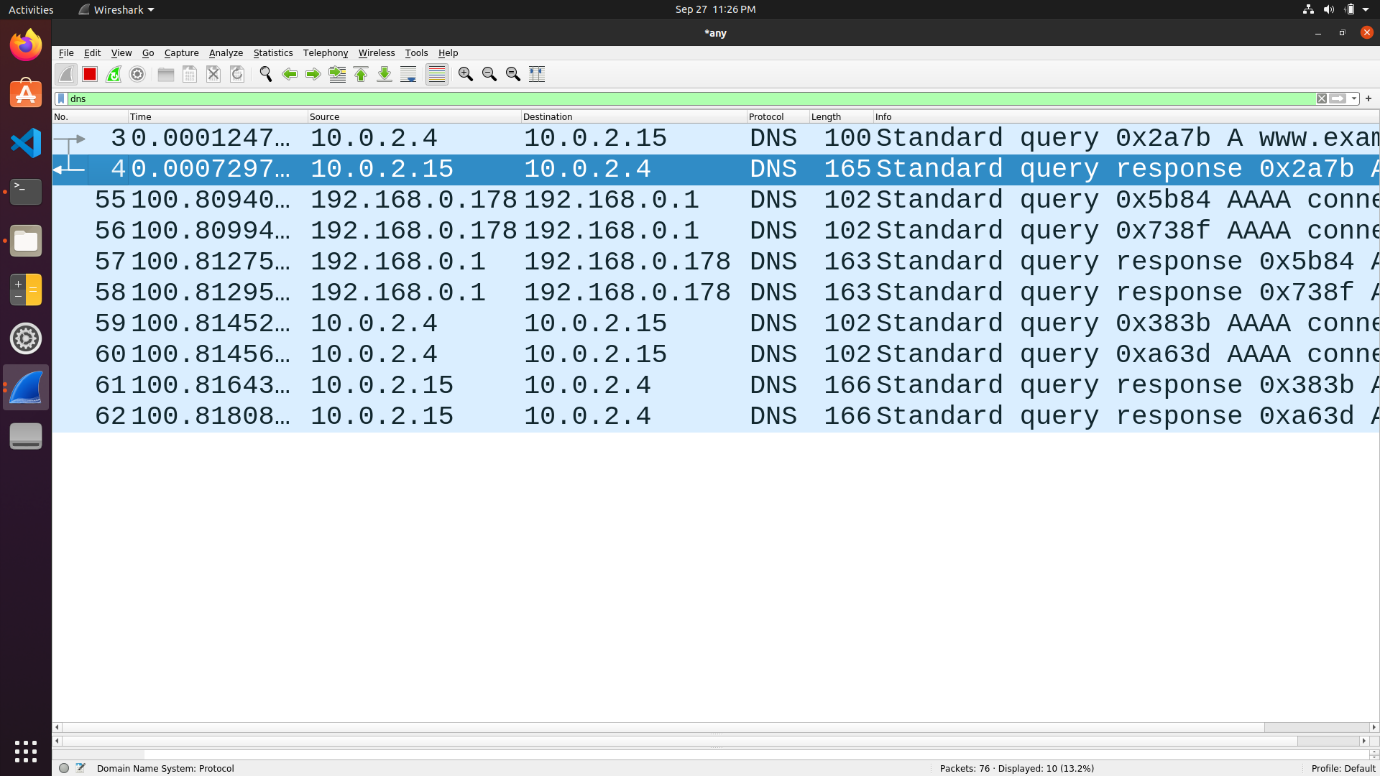 Activities Wireshark Sep 27 11:26 PM
*any
File Edit View Go Capture Analyze Statistics Telephony Wireless Tools Help
dns
No. Time Source Destination Protocol Length Info
3 0.0001247… 10.0.2.4 10.0.2.15 DNS 100 Standard query 0x2a7b A www.exam
4 0.0007297… 10.0.2.15 10.0.2.4 DNS 165 Standard query response 0x2a7b A
55 100.80940… 192.168.0.178 192.168.0.1 DNS 102 Standard query 0x5b84 AAAA conne
56 100.80994… 192.168.0.178 192.168.0.1 DNS 102 Standard query 0x738f AAAA conne
57 100.81275… 192.168.0.1 192.168.0.178 DNS 163 Standard query response 0x5b84 A
58 100.81295… 192.168.0.1 192.168.0.178 DNS 163 Standard query response 0x738f A
59 100.81452… 10.0.2.4 10.0.2.15 DNS 102 Standard query 0x383b AAAA conne
60 100.81456… 10.0.2.4 10.0.2.15 DNS 102 Standard query 0xa63d AAAA conne
61 100.81643… 10.0.2.15 10.0.2.4 DNS 166 Standard query response 0x383b A
62 100.81808… 10.0.2.15 10.0.2.4 DNS 166 Standard query response 0xa63d A
Domain Name System: Protocol Packets: 76 · Displayed: 10 (13.2%) Profile: Default